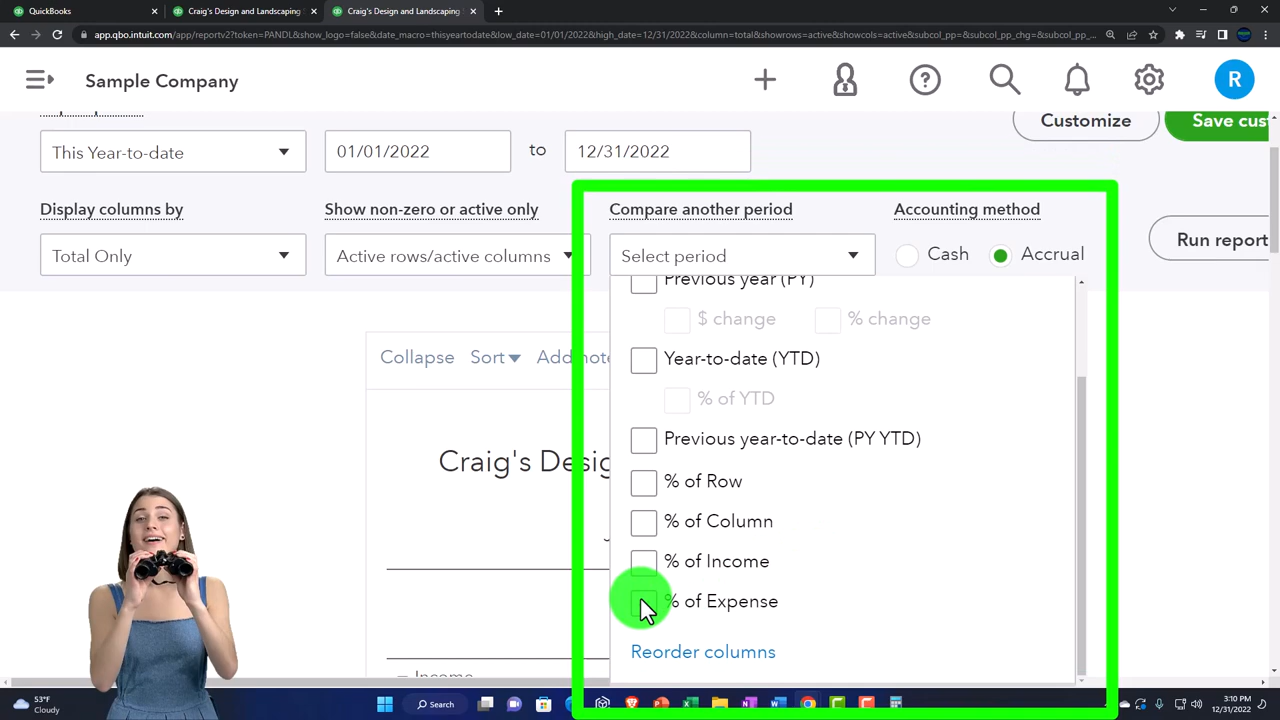 QuickBooks
Craig's Design and Landscaping
Craig's Design and Landscaping
app.qbo.intuit.com/app/reportv2?token=PANDL&show_logo=false&date_macro=thisyeartodate&low_date=01/01/2022&high_date=12/31/2022&column=total&showrows=active&showcols=active&subcol_pp=&subcol_pp_chg=&subcol_pp_...
Sample Company
R
This Year-to-date
01/01/2022
to
12/31/2022
Customize
Save cust
Display columns by
Show non-zero or active only
Compare another period
Accounting method
Total Only
Active rows/active columns
Select period
Cash
Accrual
Run report
Previous year (PY)
$ change
% change
Collapse
Sort
Add note
Year-to-date (YTD)
% of YTD
Previous year-to-date (PY YTD)
Craig's Desig
% of Row
% of Column
% of Income
% of Expense
Reorder columns
Income
53°F
Cloudy
Search
3:10 PM
12/31/2022